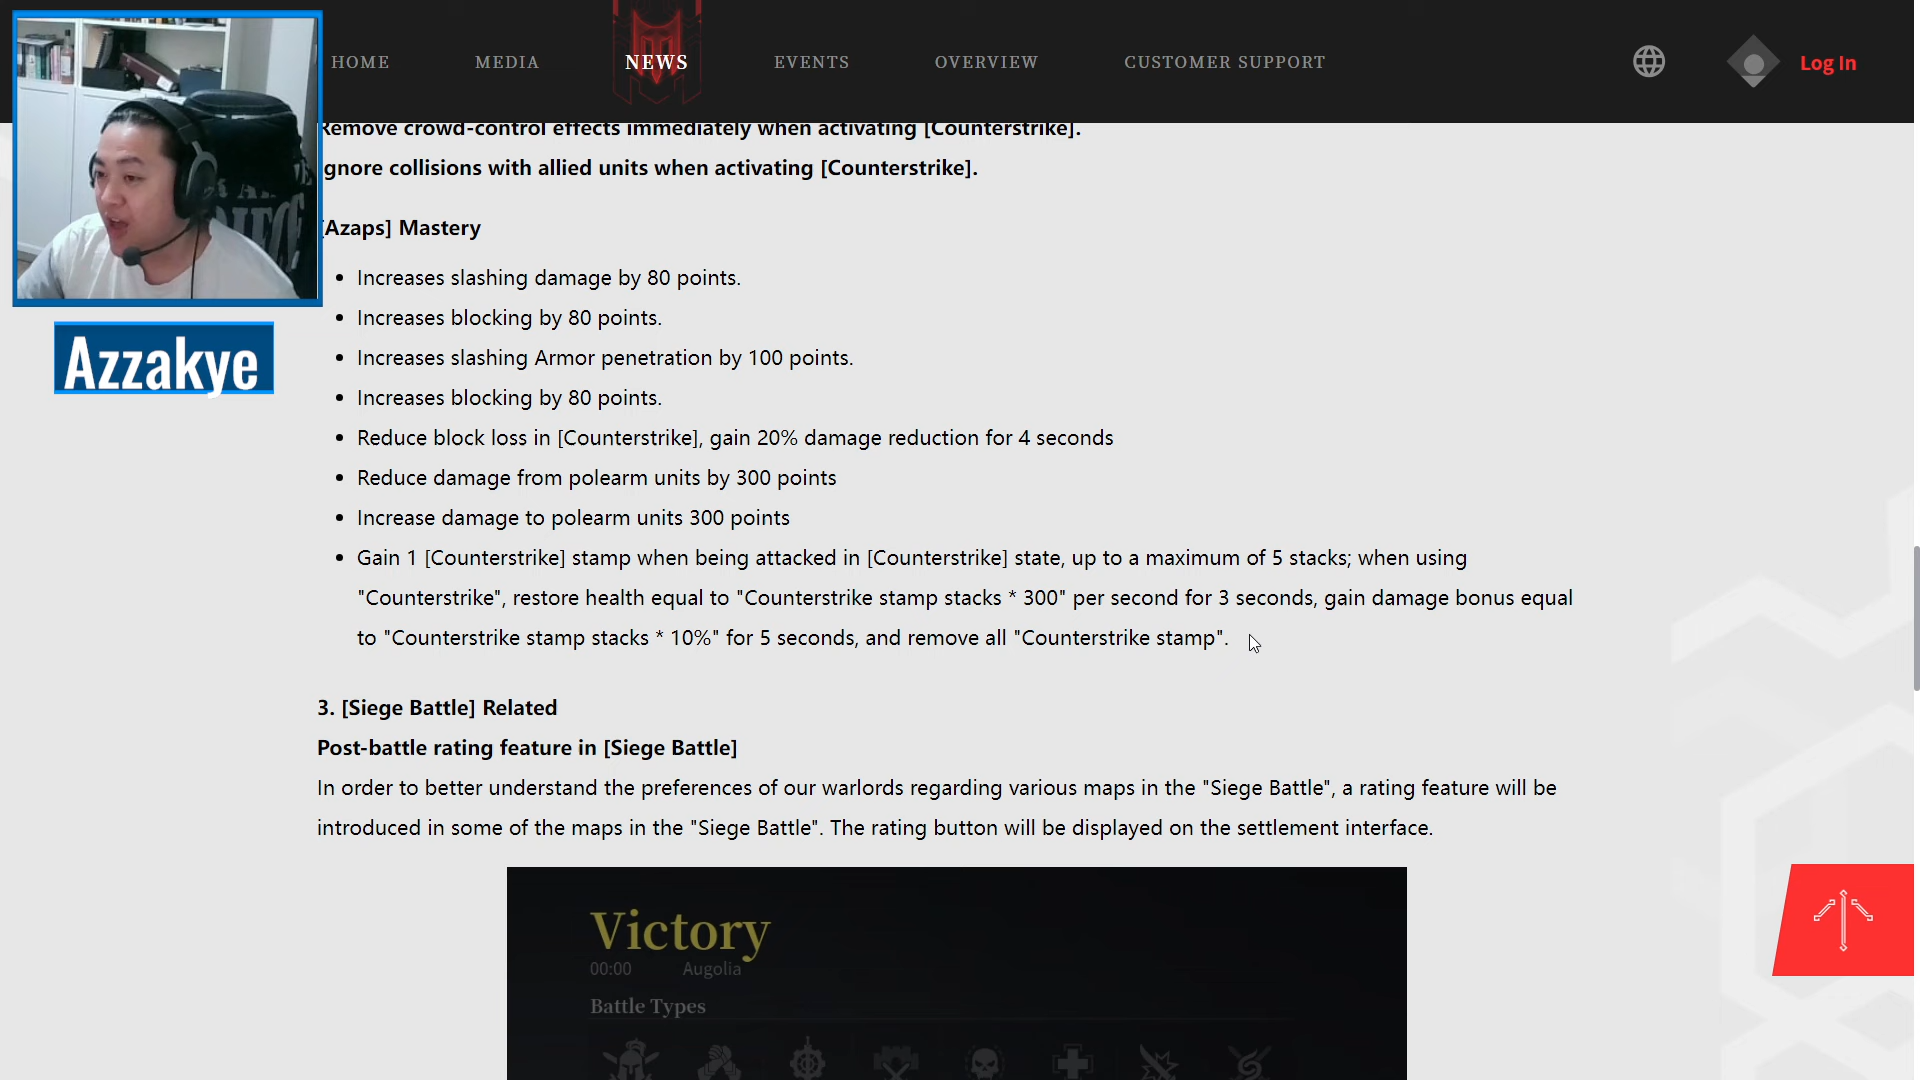 HOME
MEDIA
NEWS
EVENTS
OVERVIEW
CUSTOMER SUPPORT
Log In
Remove crowd-control effects immediately when activating [Counterstrike].
gnore collisions with allied units when activating [Counterstrike].
[Azaps] Mastery
Azzakye
• Increases slashing damage by 80 points.
• Increases blocking by 80 points.
• Increases slashing Armor penetration by 100 points.
• Increases blocking by 80 points.
• Reduce block loss in [Counterstrike], gain 20% damage reduction for 4 seconds
• Reduce damage from polearm units by 300 points
• Increase damage to polearm units 300 points
• Gain 1 [Counterstrike] stamp when being attacked in [Counterstrike] state, up to a maximum of 5 stacks; when using
"Counterstrike", restore health equal to "Counterstrike stamp stacks * 300" per second for 3 seconds, gain damage bonus equal
to "Counterstrike stamp stacks * 10%" for 5 seconds, and remove all "Counterstrike stamp".
3. [Siege Battle] Related
Post-battle rating feature in [Siege Battle]
In order to better understand the preferences of our warlords regarding various maps in the "Siege Battle", a rating feature will be
introduced in some of the maps in the "Siege Battle". The rating button will be displayed on the settlement interface.
Victory
00:00 Augolia
Battle Types